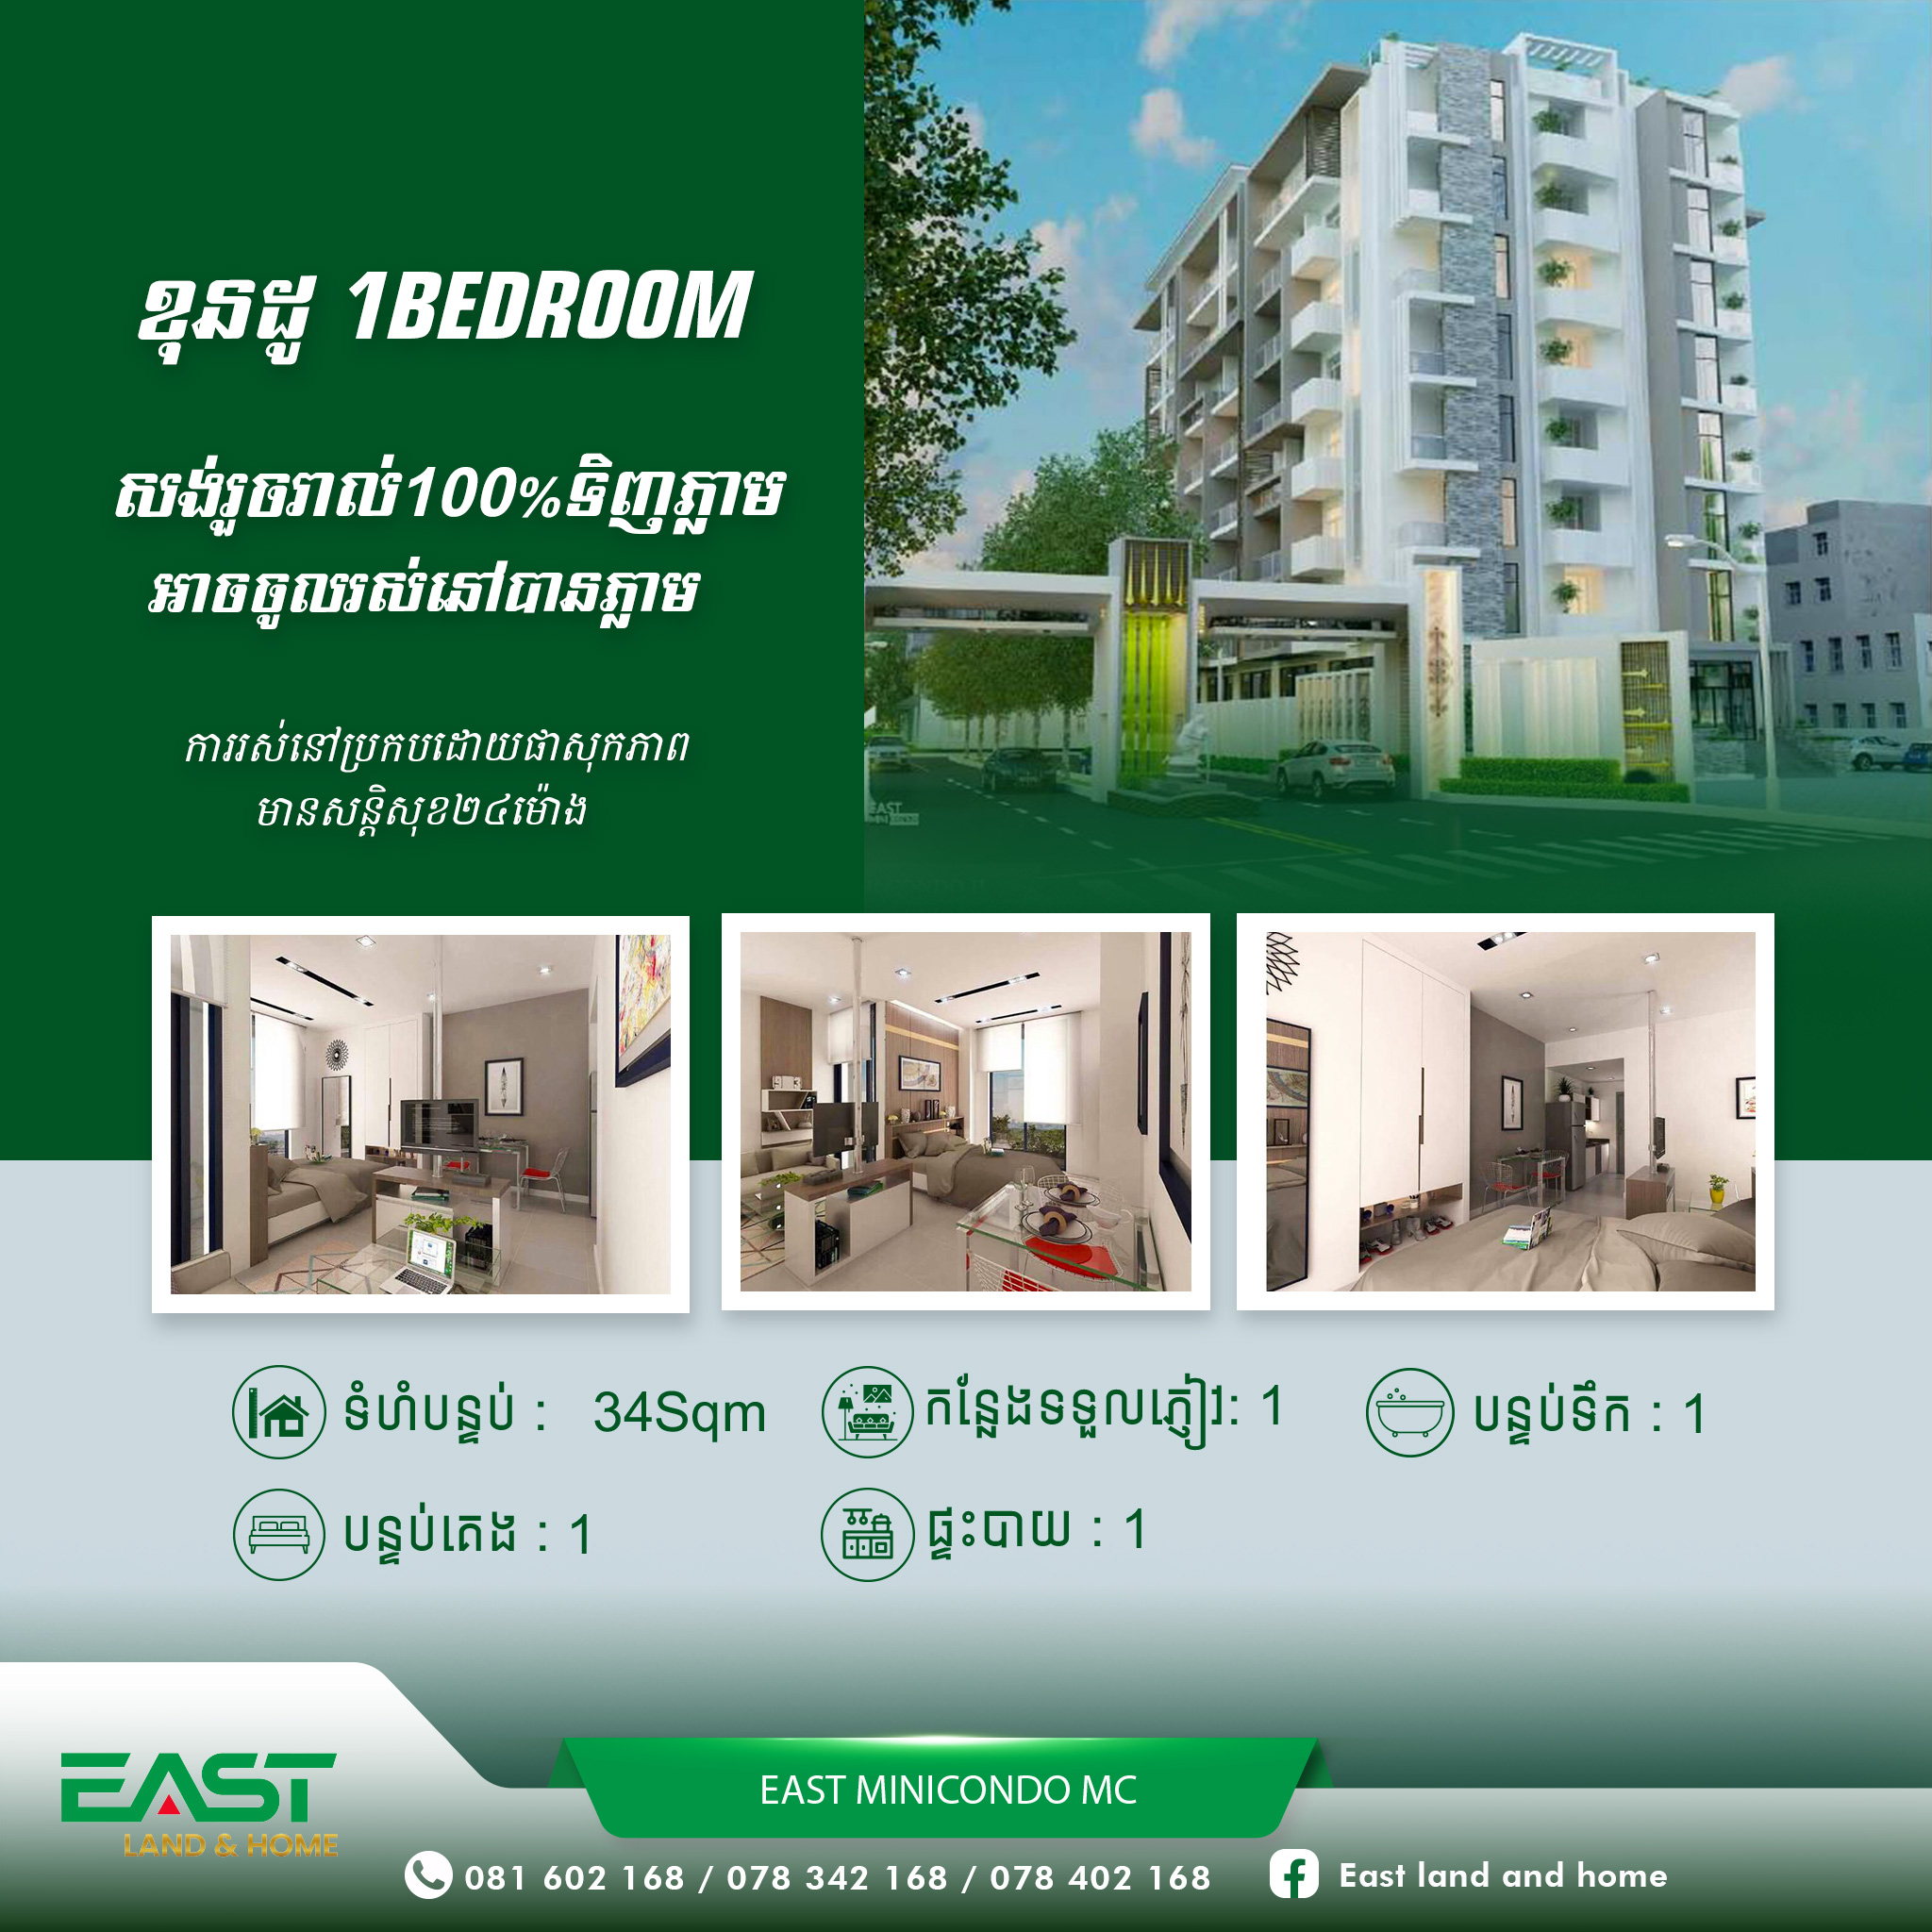 ខុនដូ 1BEDROOM
សង់រួចរាល់100%ទិញភ្លាម
អាចចូលរស់នៅបានភ្លាម
ការរស់នៅប្រកបដោយផាសុកភាព
មានសន្តិសុខ២៤ម៉ោង
EAST
MINI CONDO
ទំហំបន្ទប់ : 34Sqm
កន្លែងទទួលភ្ញៀវ: 1
បន្ទប់ទឹក : 1
បន្ទប់គេង : 1
ផ្ទះបាយ : 1
EAST
LAND & HOME
EAST MINICONDO MC
081 602 168 / 078 342 168 / 078 402 168
East land and home